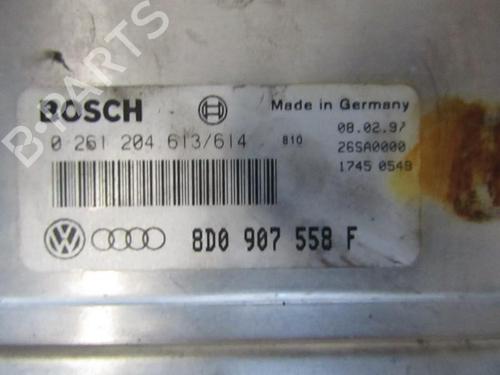 BOSCH
Made in Germany
0 261 204 613/614
810
08.02.97
26SA0000
1745 0549
8D0 907 558 F
B-PARTS